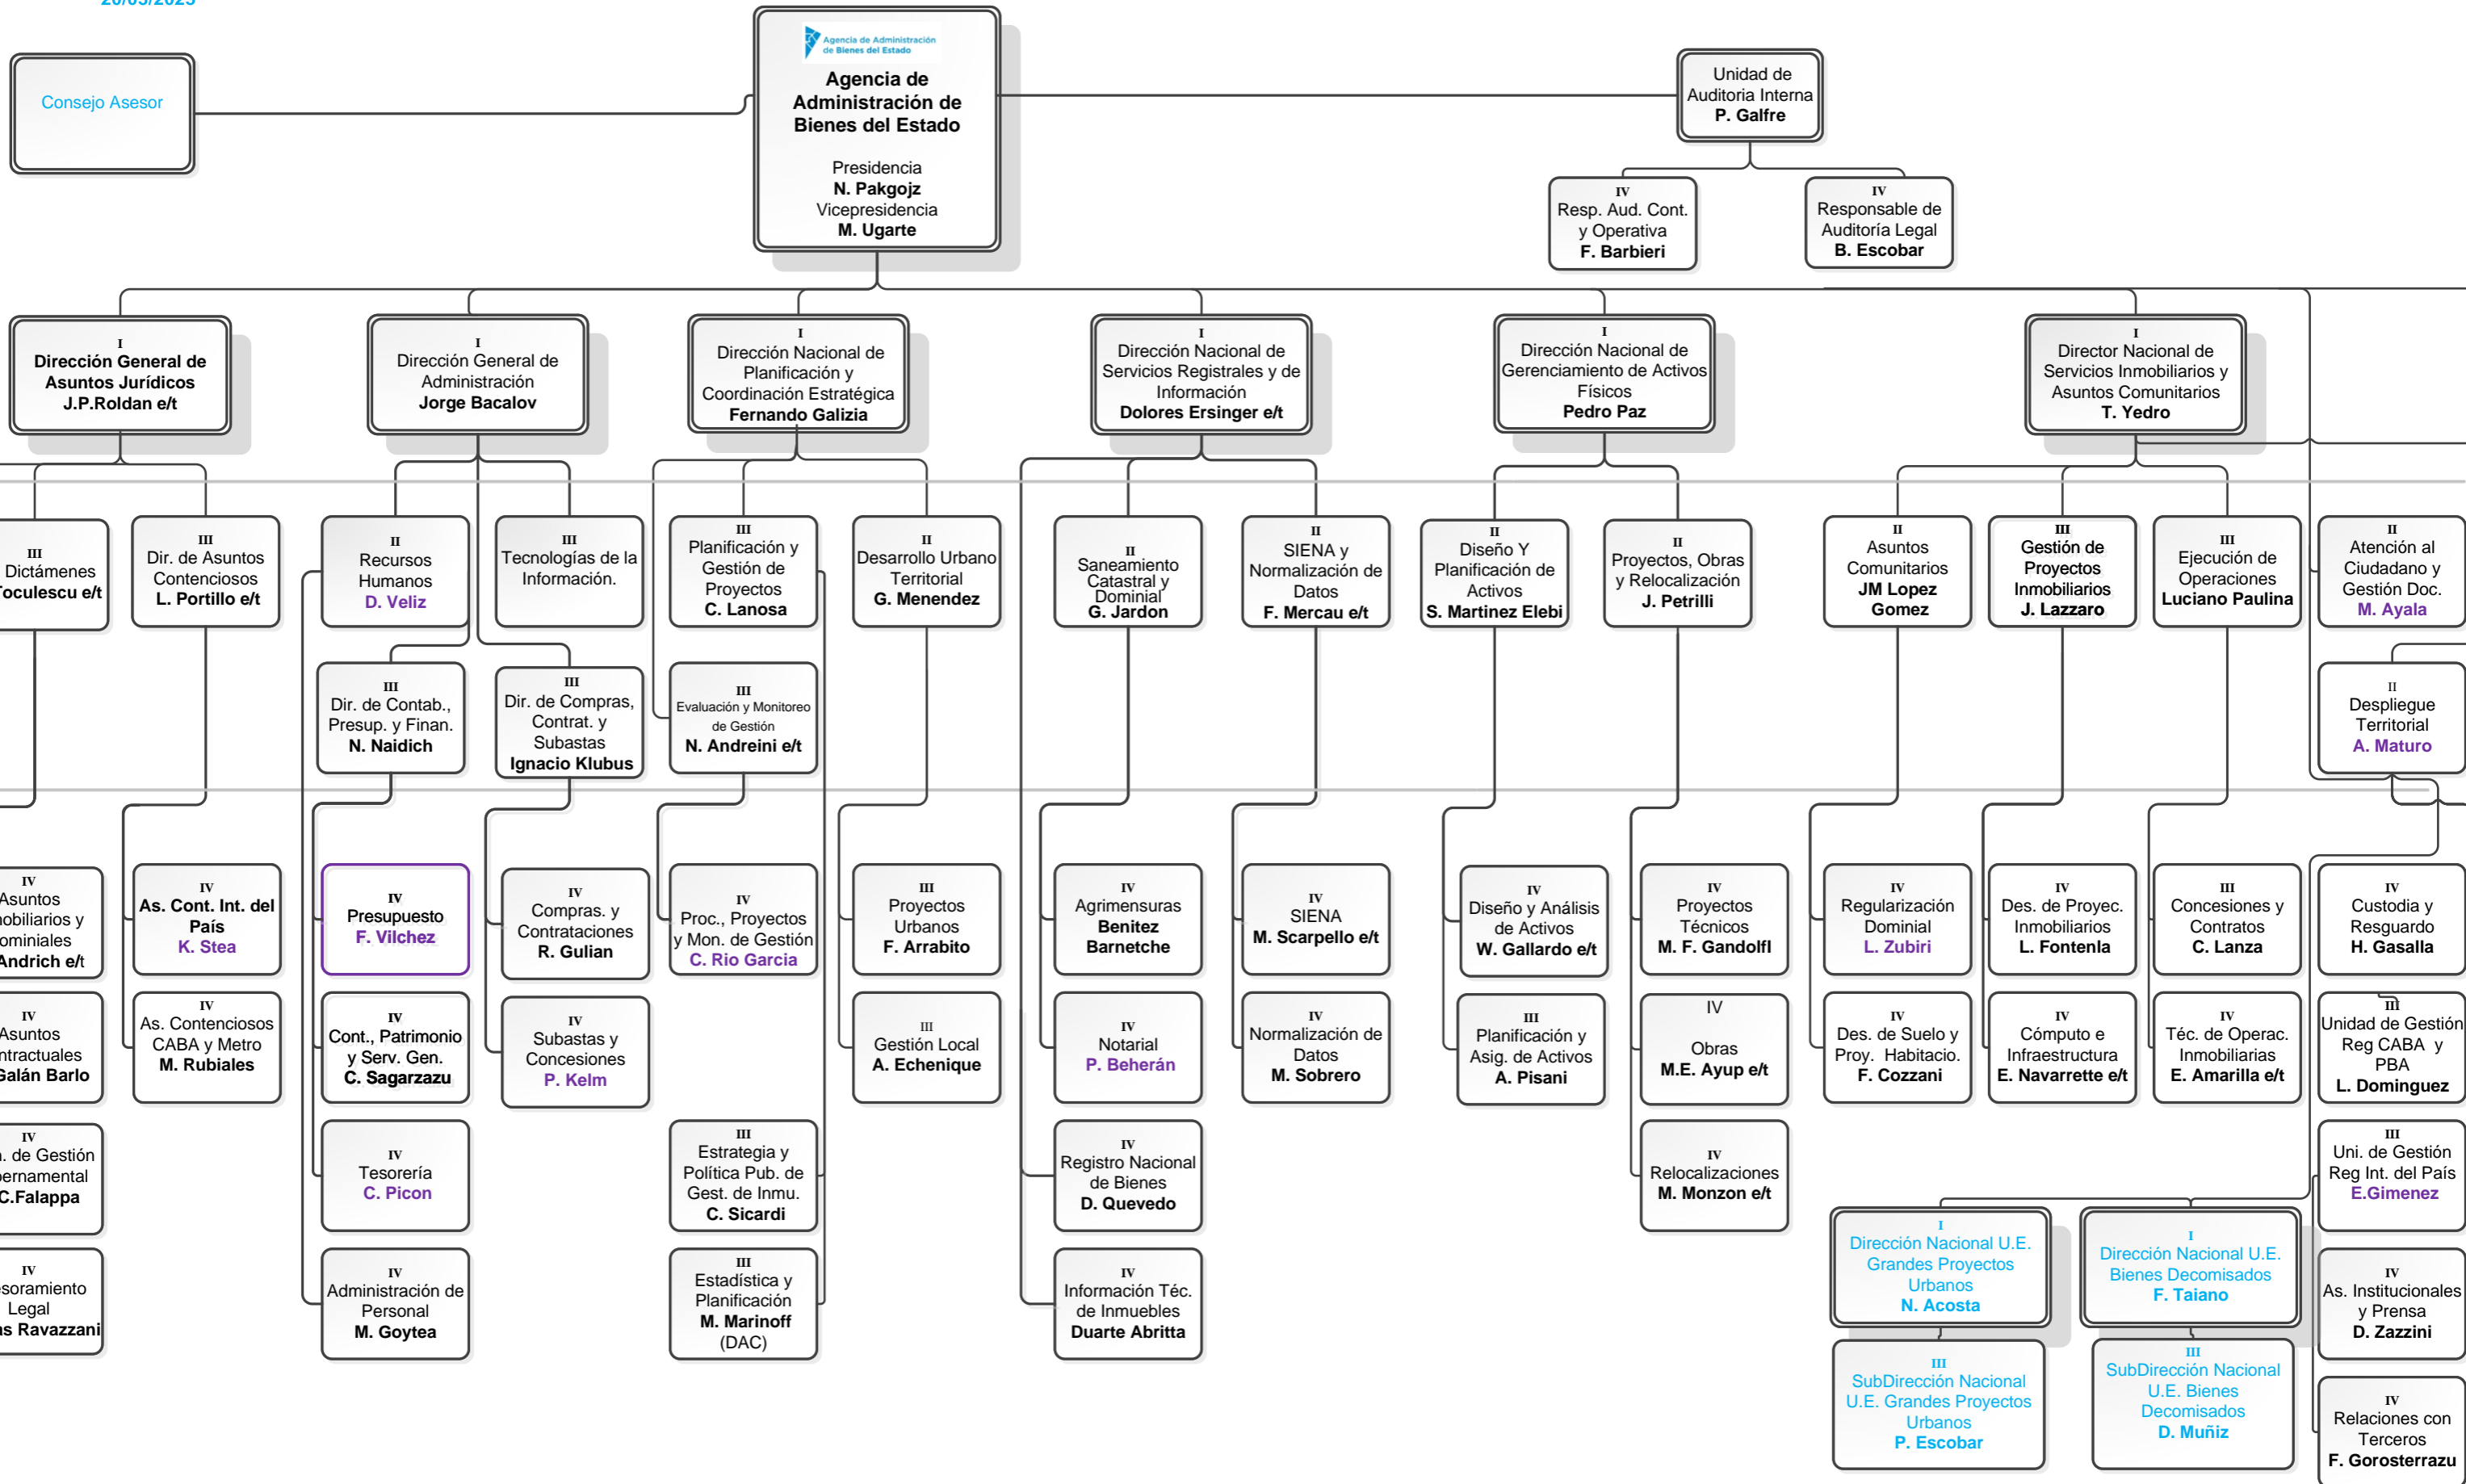 Consejo Asesor
Agencia de Administración
de Bienes del Estado
Agencia de
Administración de
Bienes del Estado
Presidencia
N. Pakgojz
Vicepresidencia
M. Ugarte
Unidad de
Auditoria Interna
P. Galfre
IV
Resp. Aud. Cont.
y Operativa
F. Barbieri
IV
Responsable de
Auditoría Legal
B. Escobar
I
Dirección General de
Asuntos Jurídicos
J.P.Roldan e/t
I
Dirección General de
Administración
Jorge Bacalov
I
Dirección Nacional de
Planificación y
Coordinación Estratégica
Fernando Galizia
I
Dirección Nacional de
Servicios Registrales y de
Información
Dolores Ersinger e/t
I
Dirección Nacional de
Gerenciamiento de Activos
Físicos
Pedro Paz
I
Director Nacional de
Servicios Inmobiliarios y
Asuntos Comunitarios
T. Yedro
III
Dictámenes
Toculescu e/t
III
Dir. de Asuntos
Contenciosos
L. Portillo e/t
II
Recursos
Humanos
D. Veliz
III
Tecnologías de la
Información.
III
Planificación y
Gestión de
Proyectos
C. Lanosa
II
Desarrollo Urbano
Territorial
G. Menendez
II
Saneamiento
Catastral y
Dominial
G. Jardon
II
SIENA y
Normalización de
Datos
F. Mercau e/t
II
Diseño Y
Planificación de
Activos
S. Martinez Elebi
II
Proyectos, Obras
y Relocalización
J. Petrilli
II
Asuntos
Comunitarios
JM Lopez
Gomez
III
Gestión de
Proyectos
Inmobiliarios
J. Lazzaro
III
Ejecución de
Operaciones
Luciano Paulina
II
Atención al
Ciudadano y
Gestión Doc.
M. Ayala
III
Dir. de Contab.,
Presup. y Finan.
N. Naidich
III
Dir. de Compras,
Contrat. y
Subastas
Ignacio Klubus
III
Evaluación y Monitoreo
de Gestión
N. Andreini e/t
II
Despliegue
Territorial
A. Maturo
IV
Asuntos
y
Andrich e/t
IV
As. Cont. Int. del
País
K. Stea
IV
Presupuesto
F. Vilchez
IV
Compras. y
Contrataciones
R. Gulian
IV
Proc., Proyectos
y Mon. de Gestión
C. Rio Garcia
III
Proyectos
Urbanos
F. Arrabito
IV
Agrimensuras
Benitez
Barnetche
IV
SIENA
M. Scarpello e/t
IV
Diseño y Análisis
de Activos
W. Gallardo e/t
IV
Proyectos
Técnicos
M. F. Gandolfl
IV
Regularización
Dominial
L. Zubiri
IV
Des. de Proyec.
Inmobiliarios
L. Fontenla
III
Concesiones y
Contratos
C. Lanza
IV
Custodia y
Resguardo
H. Gasalla
IV
Asuntos
Galán Barlo
IV
As. Contenciosos
CABA y Metro
M. Rubiales
IV
Cont., Patrimonio
y Serv. Gen.
C. Sagarzazu
IV
Subastas y
Concesiones
P. Kelm
III
Gestión Local
A. Echenique
IV
Notarial
P. Beherán
IV
Normalización de
Datos
M. Sobrero
III
Planificación y
Asig. de Activos
A. Pisani
IV
Obras
M.E. Ayup e/t
IV
Des. de Suelo y
Proy. Habitacio.
F. Cozzani
IV
Cómputo e
Infraestructura
E. Navarrette e/t
IV
Téc. de Operac.
Inmobiliarias
E. Amarilla e/t
III
Unidad de Gestión
Reg CABA y
PBA
L. Dominguez
IV
de Gestión
C.Falappa
IV
Tesorería
C. Picon
III
Estrategia y
Política Pub. de
Gest. de Inmu.
C. Sicardi
IV
Registro Nacional
de Bienes
D. Quevedo
IV
Relocalizaciones
M. Monzon e/t
III
Uni. de Gestión
Reg Int. del País
E.Gimenez
IV
Legal
Ravazzani
IV
Administración de
Personal
M. Goytea
III
Estadística y
Planificación
M. Marinoff
(DAC)
IV
Información Téc.
de Inmuebles
Duarte Abritta
I
Dirección Nacional U.E.
Grandes Proyectos
Urbanos
N. Acosta
I
Dirección Nacional U.E.
Bienes Decomisados
F. Taiano
IV
As. Institucionales
y Prensa
D. Zazzini
III
SubDirección Nacional
U.E. Grandes Proyectos
Urbanos
P. Escobar
III
SubDirección Nacional
U.E. Bienes
Decomisados
D. Muñiz
IV
Relaciones con
Terceros
F. Gorosterrazu